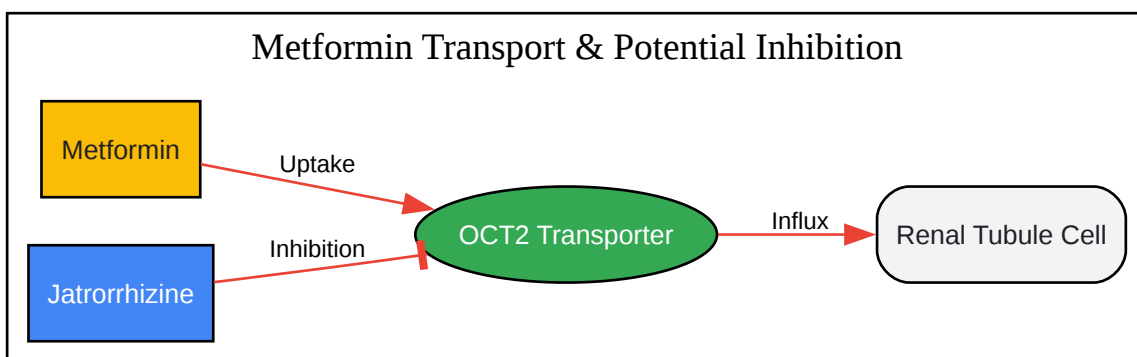 Metformin Transport & Potential Inhibition
Metformin
Uptake
OCT2 Transporter
Influx
Renal Tubule Cell
Inhibition
Jatrorrhizine